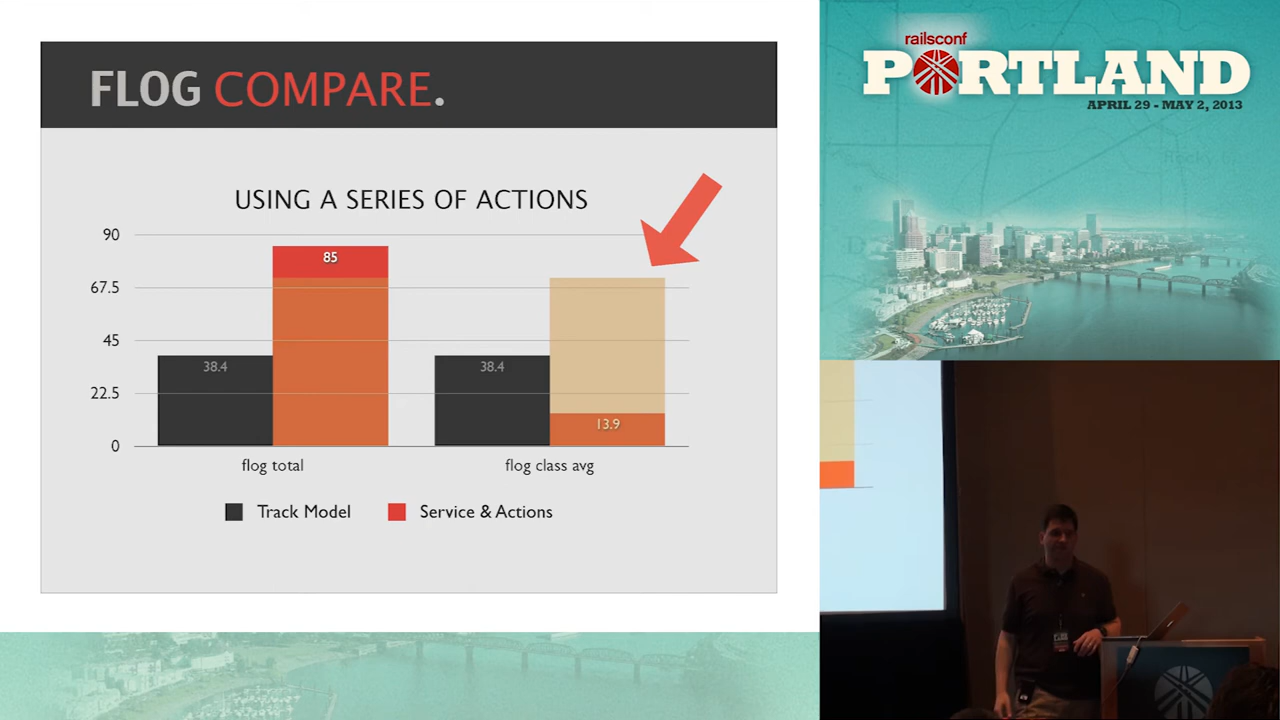 FLOG COMPARE.
USING A SERIES OF ACTIONS
90
67.5
45
22.5
0
85
38.4
38.4
13.9
flog total
flog class avg
Track Model
Service & Actions
railsconf
PORTLAND
APRIL 29 - MAY 2, 2013